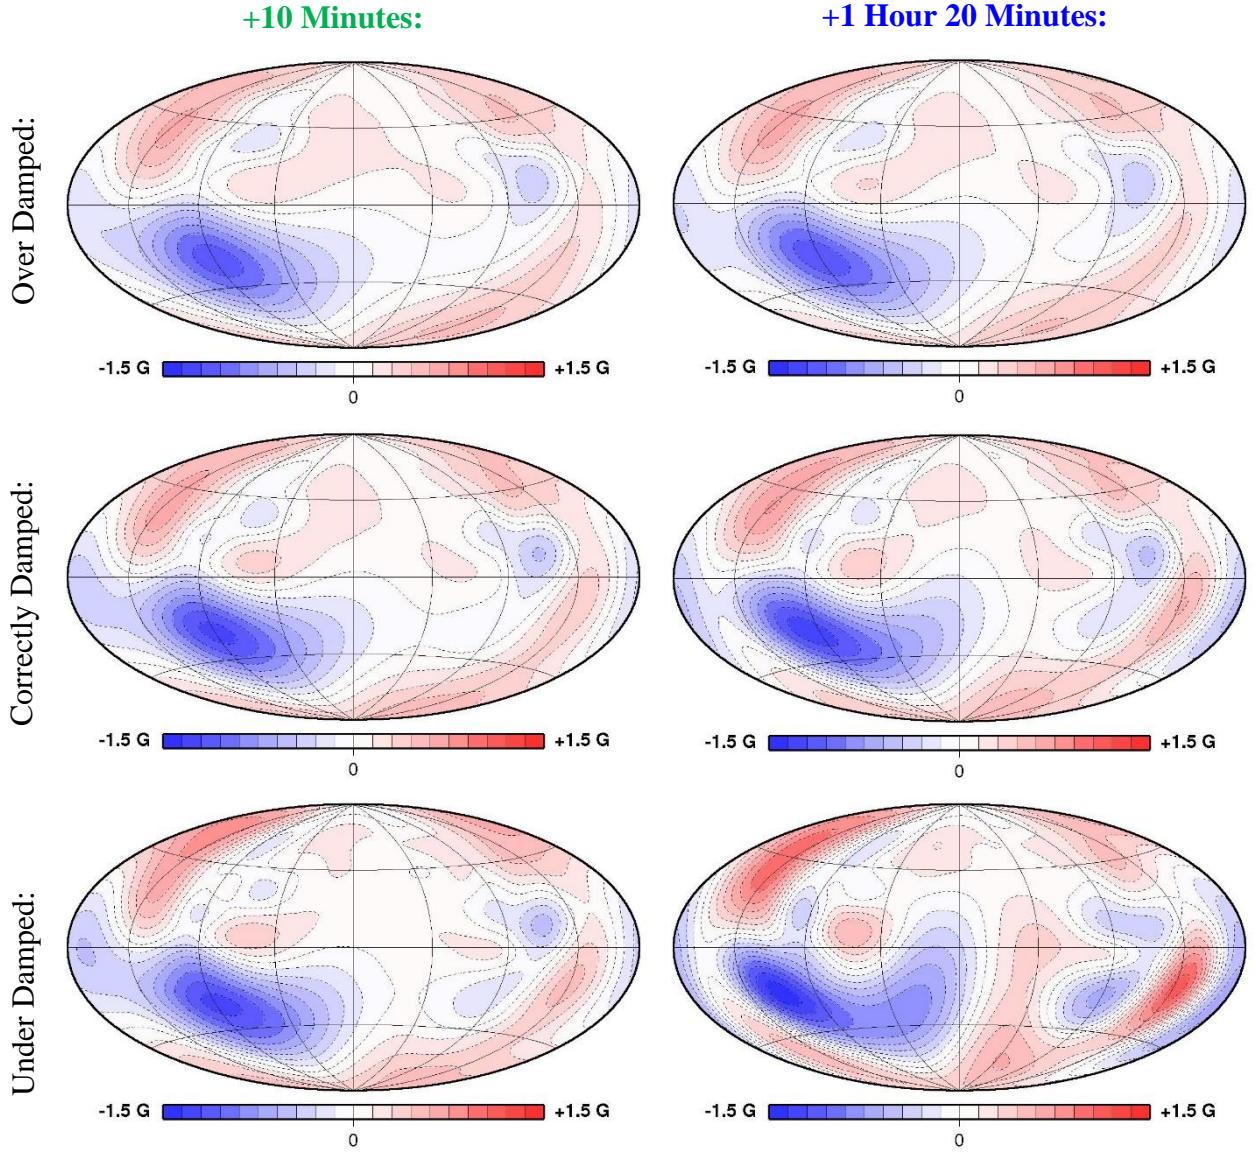 +10 Minutes:
+1 Hour 20 Minutes:
Over Damped:
-1.5 G
+1.5 G
0
-1.5 G
+1.5 G
0
Correctly Damped:
-1.5 G
+1.5 G
0
-1.5 G
+1.5 G
0
Under Damped:
-1.5 G
+1.5 G
0
-1.5 G
+1.5 G
0